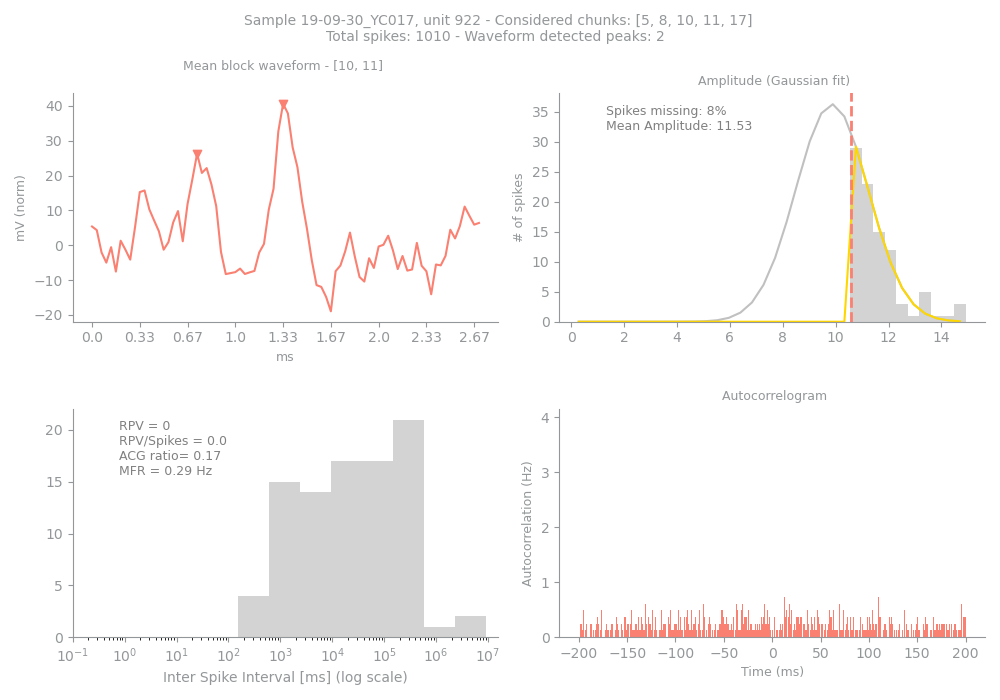 Sample 19-09-30_YC017, unit 922 - Considered chunks: [5, 8, 10, 11, 17]
Total spikes: 1010 - Waveform detected peaks: 2
Mean block waveform - [10, 11]
mV (norm)
40
30
20
10
0
−10
−20
0.0 0.33 0.67 1.0 1.33 1.67 2.0 2.33 2.67
ms
Amplitude (Gaussian fit)
Spikes missing: 8%
Mean Amplitude: 11.53
# of spikes
35
30
25
20
15
10
5
0
0 2 4 6 8 10 12 14
RPV = 0
RPV/Spikes = 0.0
ACG ratio= 0.17
MFR = 0.29 Hz
20
15
10
5
0
10⁻¹ 10⁰ 10¹ 10² 10³ 10⁴ 10⁵ 10⁶ 10⁷
Inter Spike Interval [ms] (log scale)
Autocorrelogram
Autocorrelation (Hz)
4
3
2
1
0
−200 −150 −100 −50 0 50 100 150 200
Time (ms)